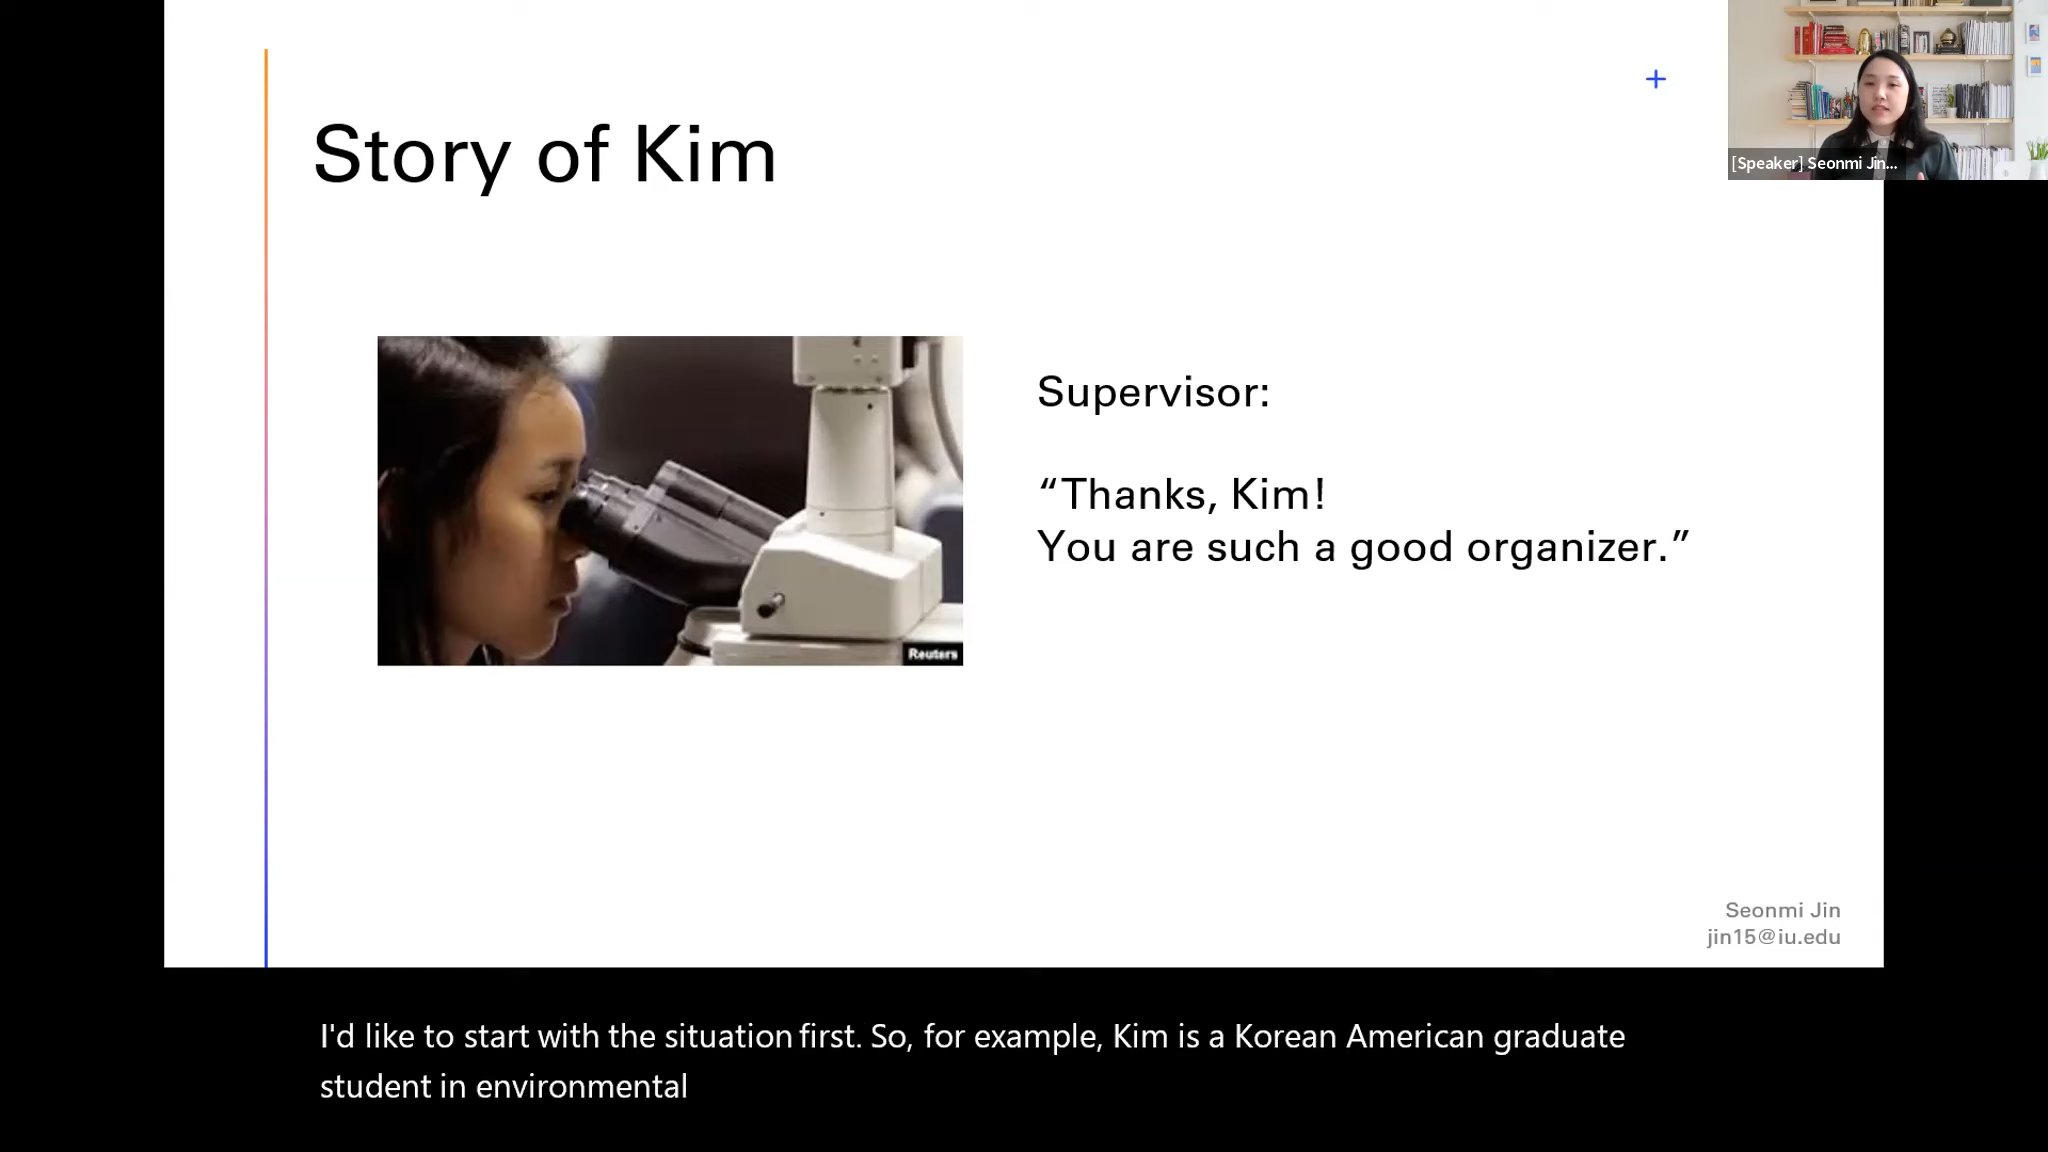 Story of Kim
[Speaker] Seonmi Jin...
Supervisor:
“Thanks, Kim!
You are such a good organizer.”
Reuters
Seonmi Jin
jin15@iu.edu
I'd like to start with the situation first. So, for example, Kim is a Korean American graduate
student in environmental